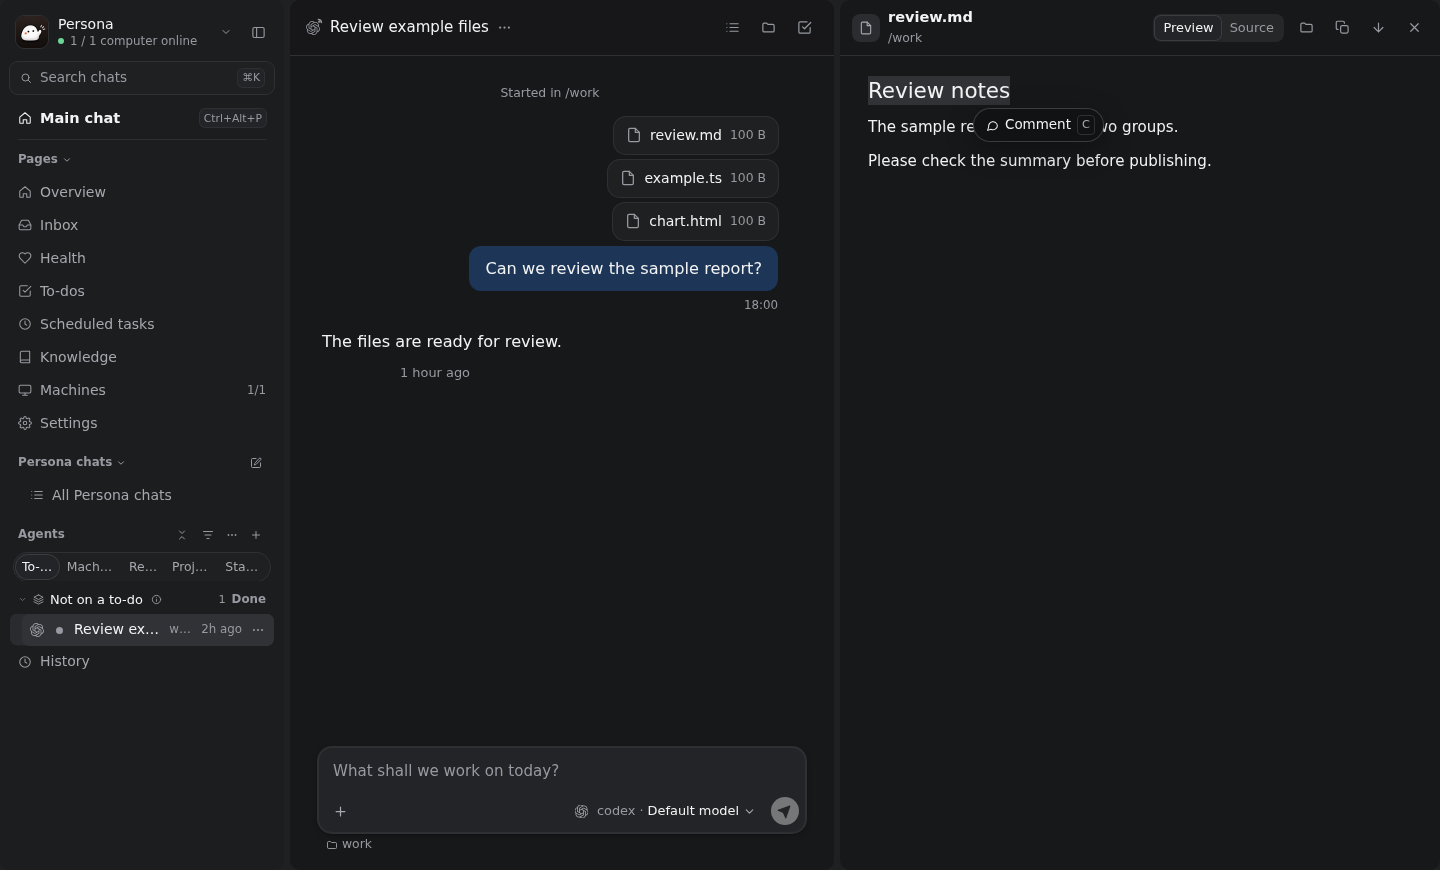 Persona
1 / 1 computer online
Search chats
⌘K
Main chat
Ctrl+Alt+P
Pages
Overview
Inbox
Health
To-dos
Scheduled tasks
Knowledge
Machines
1/1
Settings
Persona chats
All Persona chats
Agents
To-...
Mach...
Re...
Proj...
Sta...
Not on a to-do
1 Done
Review ex...
w...
2h ago
History
Review example files
Started in /work
review.md 100 B
example.ts 100 B
chart.html 100 B
Can we review the sample report?
18:00
The files are ready for review.
1 hour ago
What shall we work on today?
codex · Default model
work
review.md
/work
Preview
Source
Review notes
The sample re
groups.
Comment C
Please check the summary before publishing.